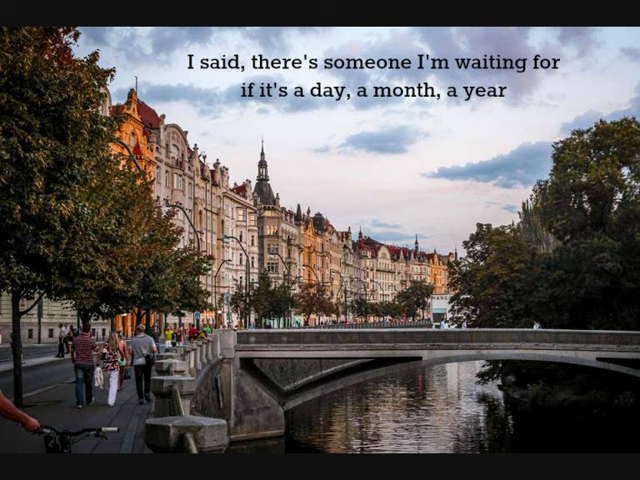 I said, there's someone I'm waiting for
if it's a day, a month, a year